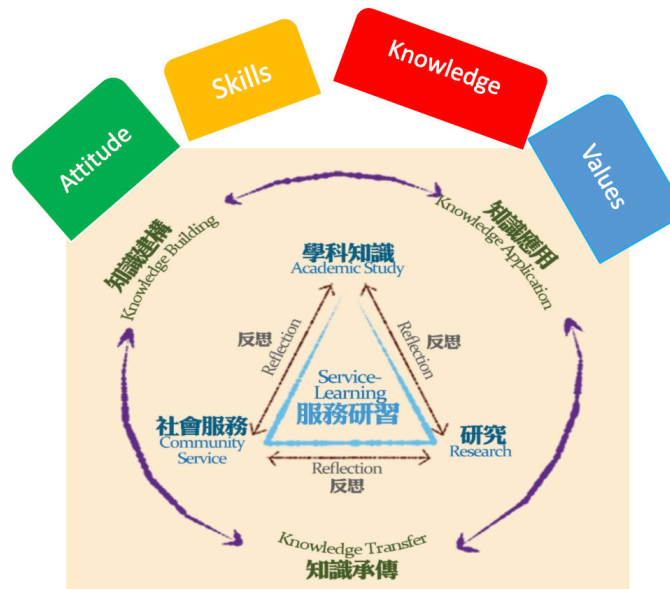 Attitude
Skills
Knowledge
Values
知識建構
Knowledge Building
知識應用
Knowledge Application
學科知識
Academic Study
反思
Reflection
Reflection
反思
Service-
Learning
服務研習
社會服務
Community
Service
研究
Research
Reflection
反思
Knowledge Transfer
知識承傳